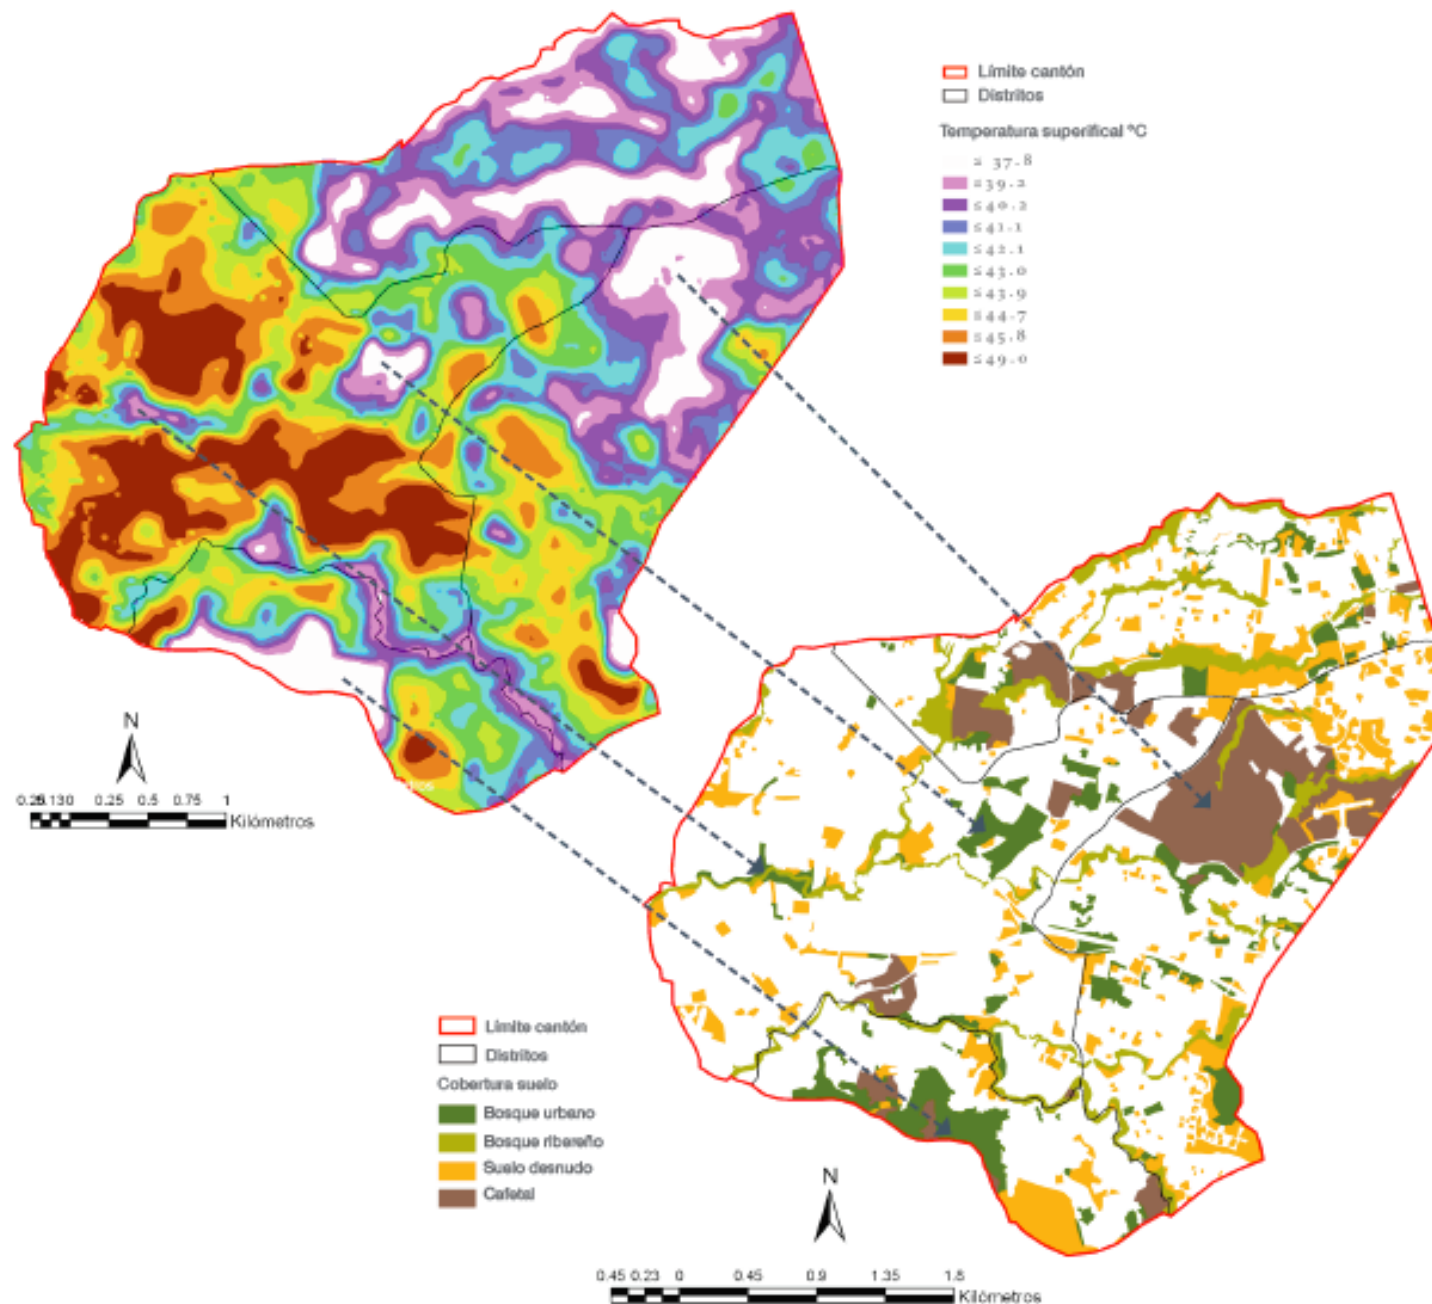 Límite cantón
Distritos
Temperatura superifical ºC
≤ 37.8
≤39.2
≤40.2
≤41.1
≤42.1
≤43.0
≤43.9
≤44.7
≤45.8
≤49.0
N
0.25 0.130 0.25 0.5 0.75 1
Kilómetros
Límite cantón
Distritos
Cobertura suelo
Bosque urbano
Bosque ribereño
Suelo desnudo
Cafetal
N
0.45 0.23 0 0.45 0.9 1.35 1.8
Kilómetros